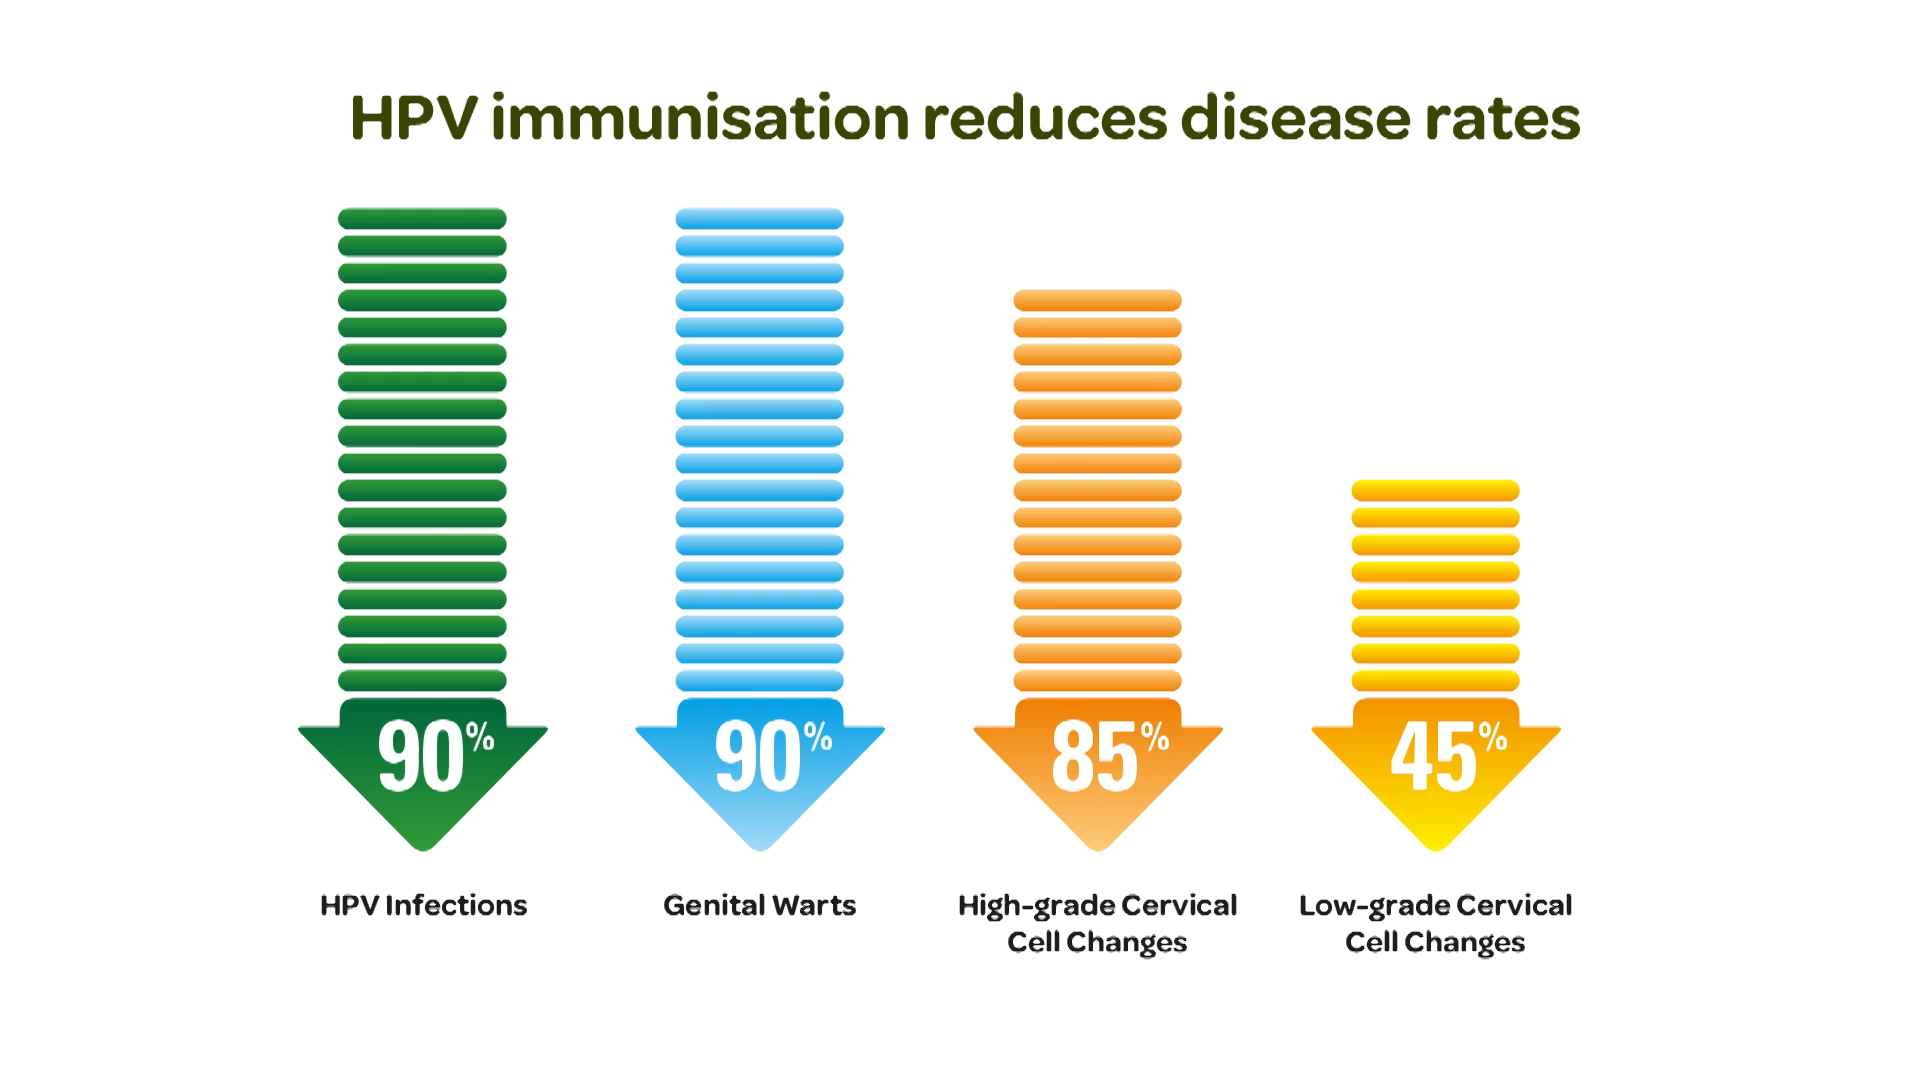 HPV immunisation reduces disease rates
90% 90% 85% 45%
HPV Infections Genital Warts High-grade Cervical Low-grade Cervical
Cell Changes Cell Changes